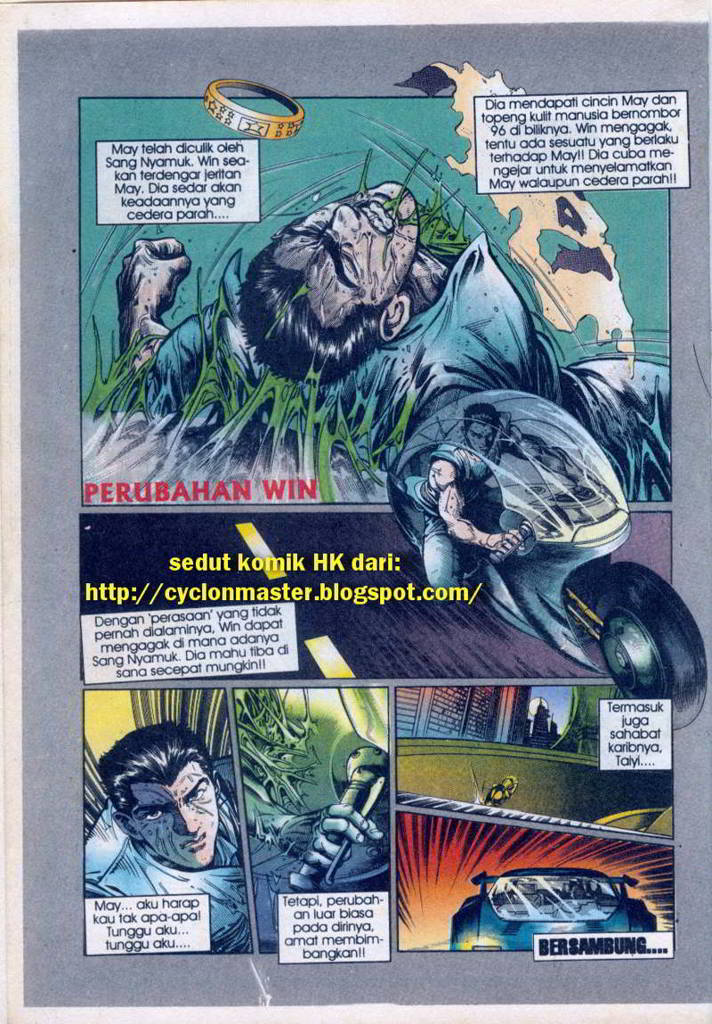 May telah diculik oleh
Sang Nyamuk. Win sea-
kan terdengar jeritan
May. Dia sedar akan
keadaannya yang
cedera parah....
Dia mendapati cincin May dan
topeng kulit manusia bernombor
96 di biliknya. Win mengagak,
tentu ada sesuatu yang berlaku
terhadap May!! Dia cuba me-
ngejar untuk menyelamatkan
May walaupun cedera parah!!
PERUBAHAN WIN
sedut komik HK dari:
http://cyclonmaster.blogspot.com/
Dengan 'perasaan' yang tidak
pernah dialaminya, Win dapat
mengagak di mana adanya
Sang Nyamuk. Dia mahu tiba di
sana secepat mungkin!!
May... aku harap
kau tak apa-apa!
Tunggu aku...
tunggu aku....
Tetapi, perubah-
an luar biasa
pada dirinya,
amat membim-
bangkan!!
Termasuk
juga
sahabat
karibnya,
Taiyi....
BERSAMBUNG....